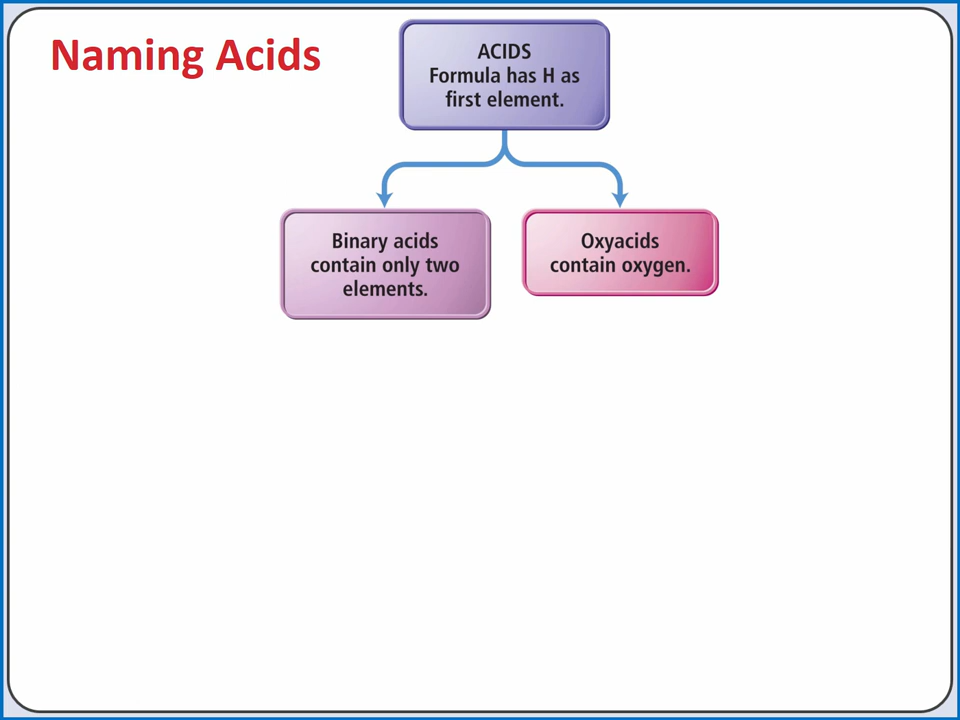 Naming Acids
ACIDS
Formula has H as
first element.
Binary acids
contain only two
elements.
Oxyacids
contain oxygen.